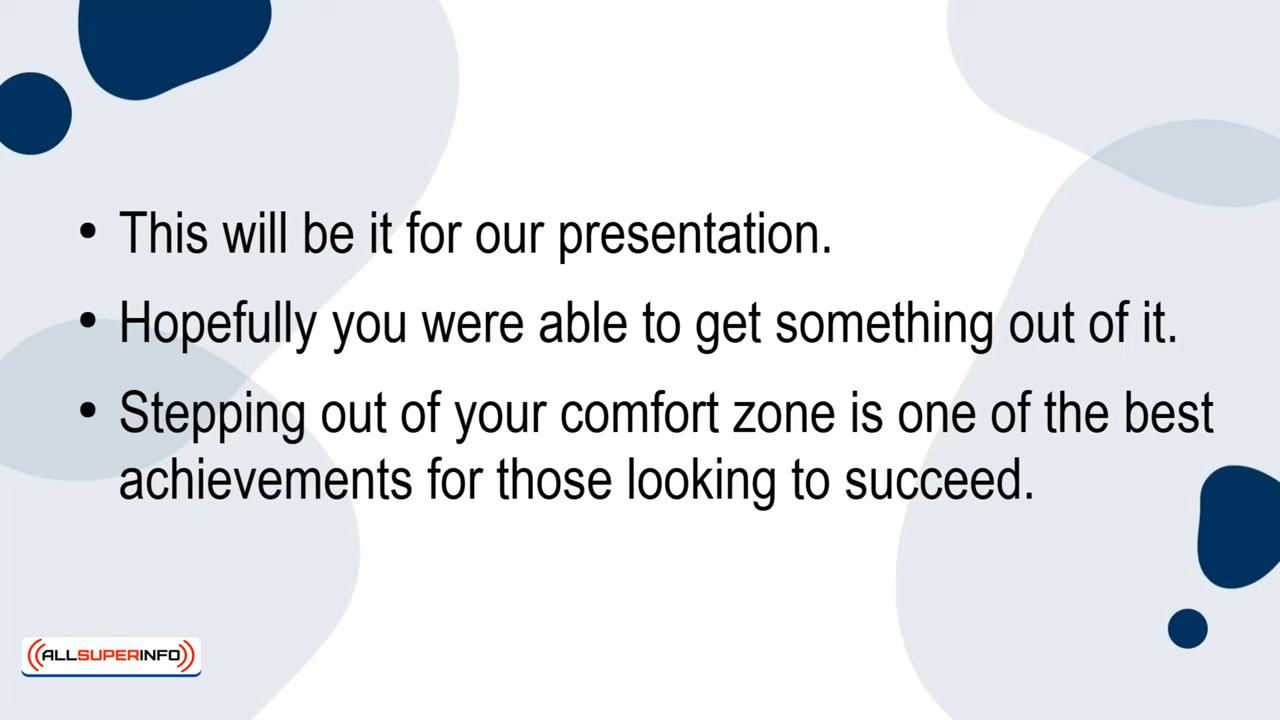 • This will be it for our presentation.
• Hopefully you were able to get something out of it.
• Stepping out of your comfort zone is one of the best
achievements for those looking to succeed.
((ALLSUPERINFO))